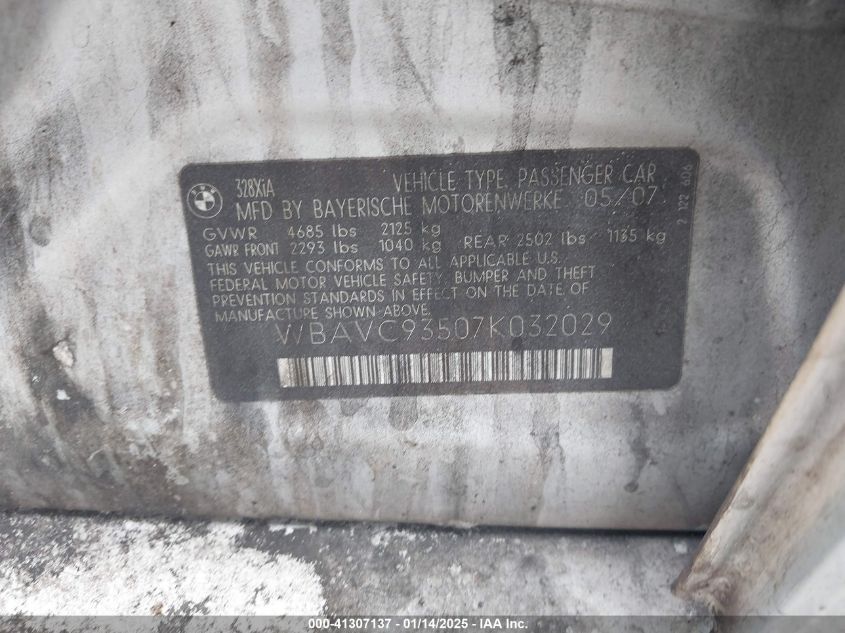 BMW
328XiA VEHICLE TYPE, PASSENGER CAR
MFD BY BAYERISCHE MOTORENWERKE 05/07
GVWR 4685 lbs 2125 kg
GAWR FRONT 2293 lbs 1040 kg REAR 2502 lbs 1135 kg
THIS VEHICLE CONFORMS TO ALL APPLICABLE U.S.
FEDERAL MOTOR VEHICLE SAFETY, BUMPER AND THEFT
PREVENTION STANDARDS IN EFFECT ON THE DATE OF
MANUFACTURE SHOWN ABOVE.
WBAVC93507K032029
000-41307137 - 01/14/2025 - IAA Inc.